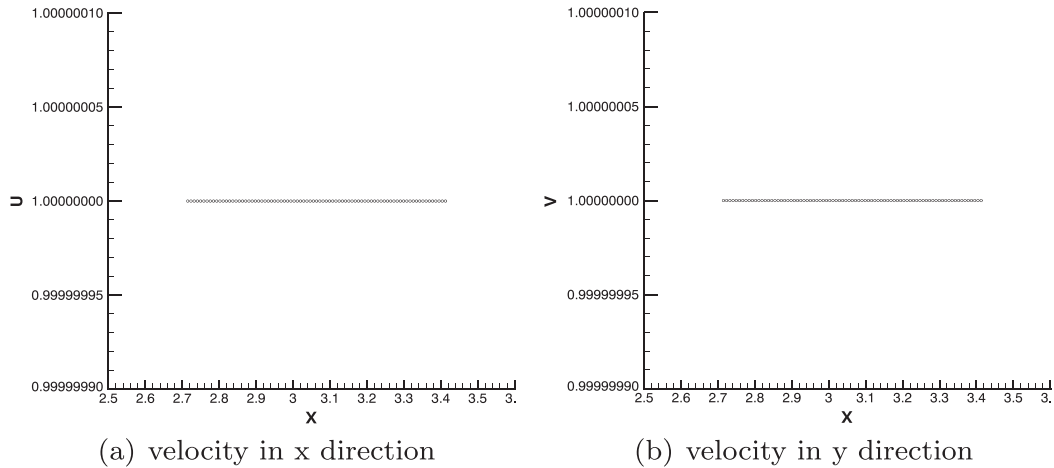 1.00000010
1.00000005
1.00000000
0.99999995
0.99999990
U
2.5 2.6 2.7 2.8 2.9 3 3.1 3.2 3.3 3.4 3.5 3.
X
(a) velocity in x direction
1.00000010
1.00000005
1.00000000
0.99999995
0.99999990
V
2.5 2.6 2.7 2.8 2.9 3 3.1 3.2 3.3 3.4 3.5 3.
X
(b) velocity in y direction